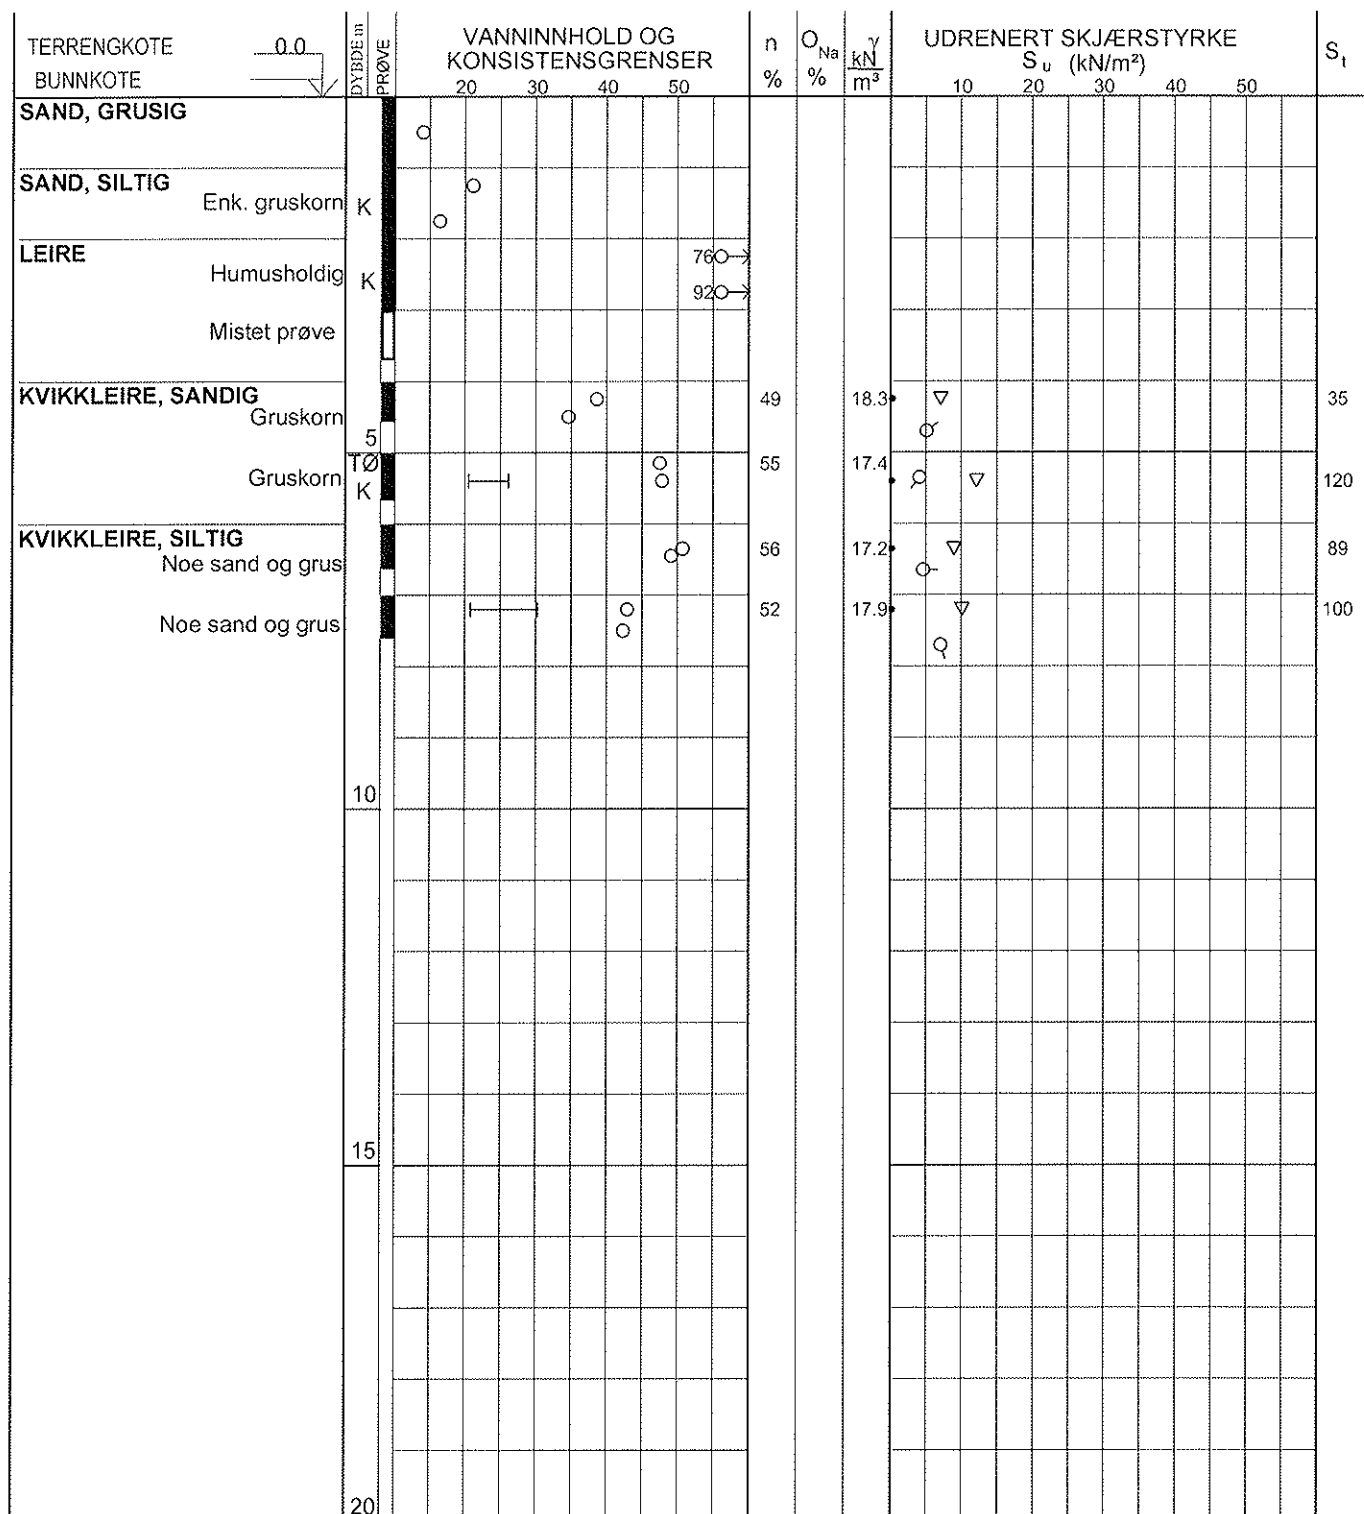 TERRENGKOTE 0.0
BUNNKOTE
DYBDE m
PRØVE
VANNINNHOLD OG
KONSISTENSGRENSER
20 30 40 50
n
%
O Na
%
γ
kN
m³
UDRENERT SKJÆRSTYRKE
S u (kN/m²)
10 20 30 40 50
S t
SAND, GRUSIG
SAND, SILTIG
Enk. gruskorn K
LEIRE
76
Humusholdig K
92
Mistet prøve
KVIKKLEIRE, SANDIG
49 18.3 35
Gruskorn
5
TØ 55 17.4
Gruskorn K 120
KVIKKLEIRE, SILTIG
56 17.2 89
Noe sand og grus
52 17.9 100
Noe sand og grus
10
15
20